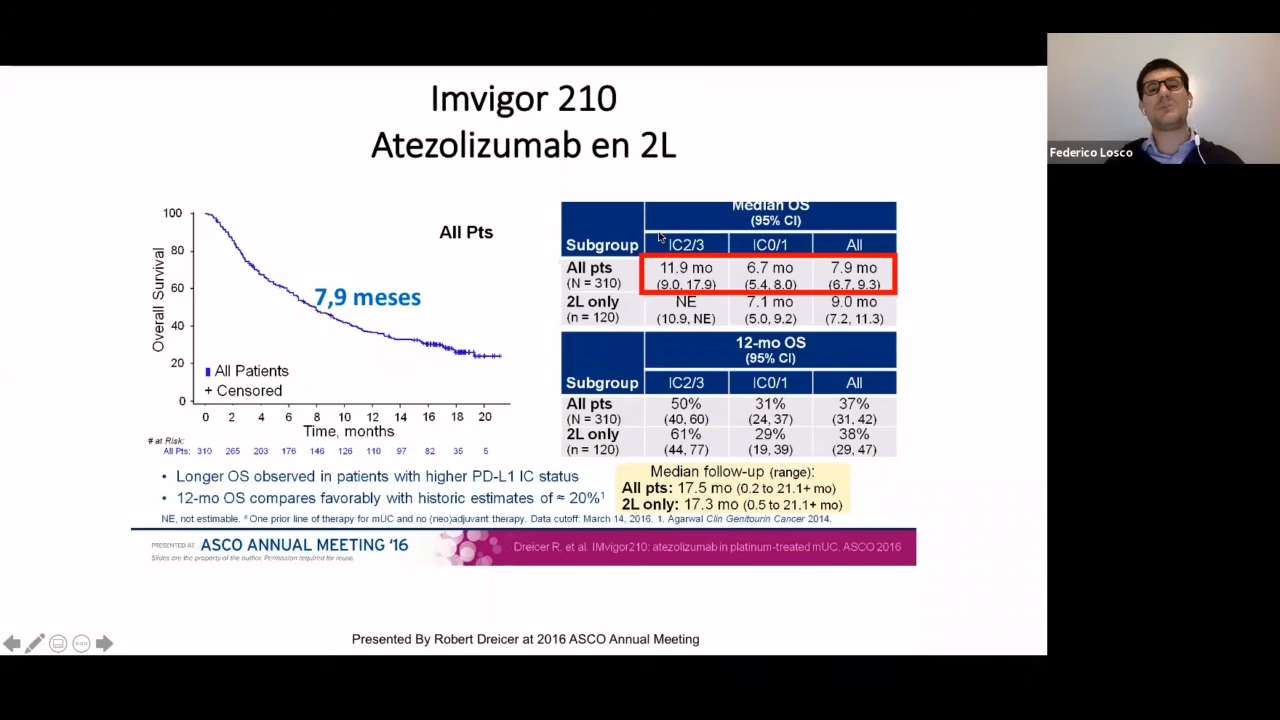 Imvigor 210
Atezolizumab en 2L
Federico Losco
100
80
60
40
20
0
Overall Survival
All Pts
7,9 meses
All Patients
+ Censored
0 2 4 6 8 10 12 14 16 18 20
Time, months
# at Risk:
All Pts: 310 265 203 176 146 126 110 97 82 35 5
Median OS
(95% CI)
Subgroup IC2/3 IC0/1 All
All pts 11.9 mo 6.7 mo 7.9 mo
(N = 310) (9.0, 17.9) (5.4, 8.0) (6.7, 9.3)
2L only NE 7.1 mo 9.0 mo
(n = 120) (10.9, NE) (5.0, 9.2) (7.2, 11.3)
12-mo OS
(95% CI)
Subgroup IC2/3 IC0/1 All
All pts 50% 31% 37%
(N = 310) (40, 60) (24, 37) (31, 42)
2L only 61% 29% 38%
(n = 120) (44, 77) (19, 39) (29, 47)
• Longer OS observed in patients with higher PD-L1 IC status
• 12-mo OS compares favorably with historic estimates of ≈ 20%¹
Median follow-up (range):
All pts: 17.5 mo (0.2 to 21.1+ mo)
2L only: 17.3 mo (0.5 to 21.1+ mo)
NE, not estimable. ª One prior line of therapy for mUC and no (neo)adjuvant therapy. Data cutoff: March 14, 2016. 1. Agarwal Clin Genitourin Cancer 2014.
PRESENTED AT: ASCO ANNUAL MEETING '16
Slides are the property of the author. Permission required for reuse.
Dreicer R, et al. IMvigor210: atezolizumab in platinum-treated mUC. ASCO 2016
Presented By Robert Dreicer at 2016 ASCO Annual Meeting